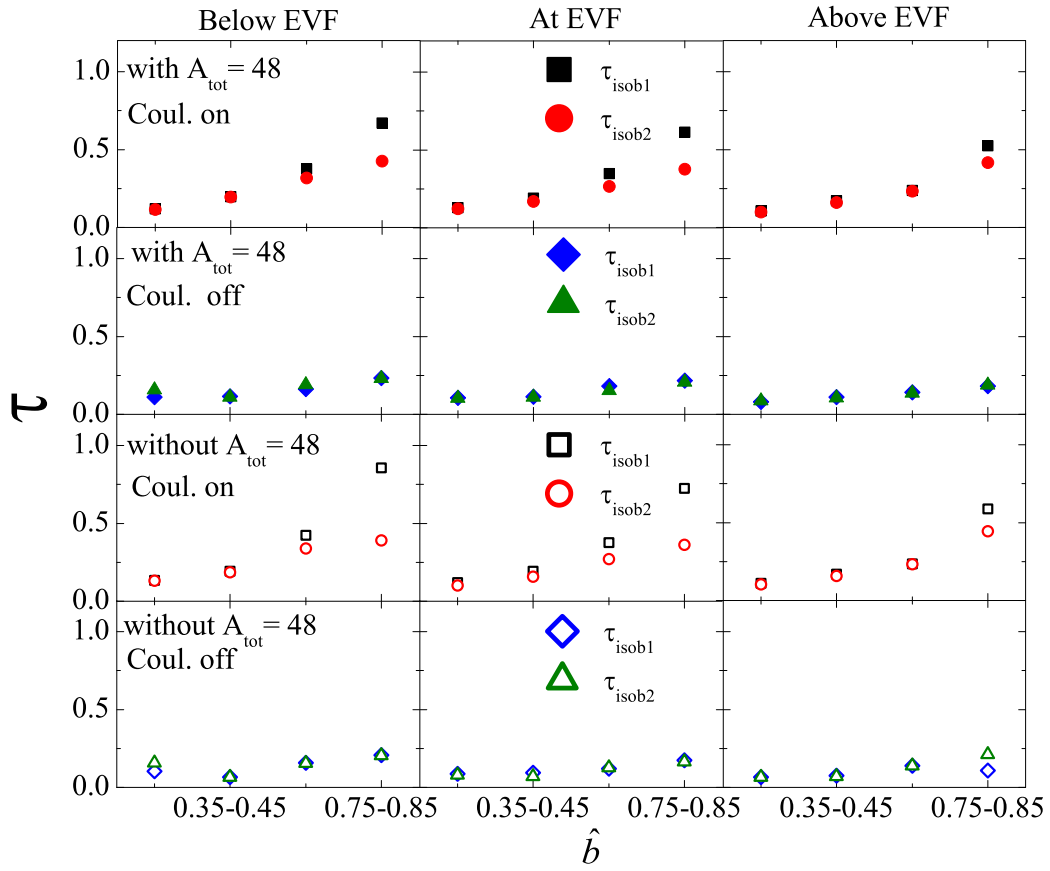 Below EVF At EVF Above EVF
with A_tot = 48
Coul. on
τ_isob1
τ_isob2
1.0
0.5
0.0
with A_tot = 48
Coul. off
τ_isob1
τ_isob2
1.0
0.5
0.0
τ
without A_tot = 48
Coul. on
τ_isob1
τ_isob2
1.0
0.5
0.0
without A_tot = 48
Coul. off
τ_isob1
τ_isob2
1.0
0.5
0.0
0.35-0.45 0.75-0.85 0.35-0.45 0.75-0.85 0.35-0.45 0.75-0.85
b̂